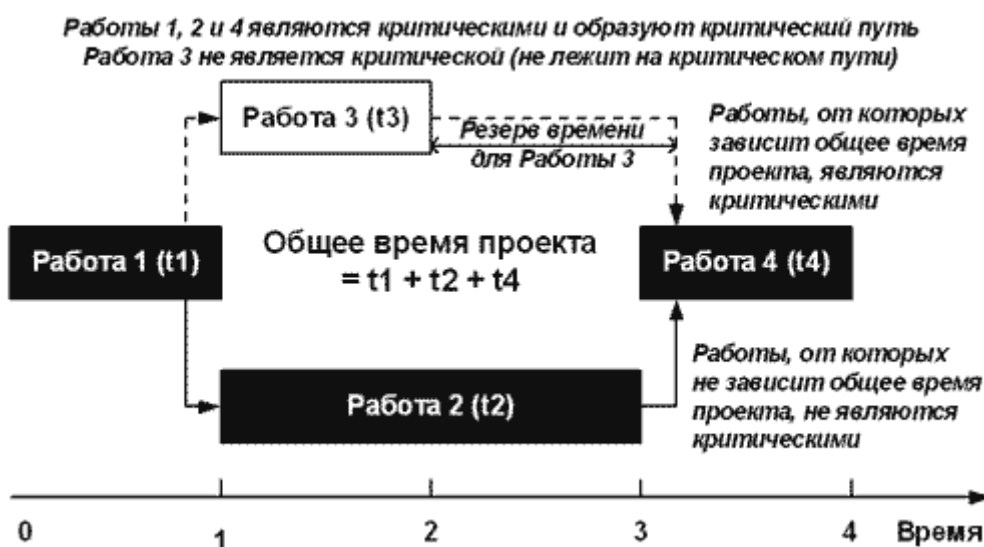 Работы 1, 2 и 4 являются критическими и образуют критический путь
Работа 3 не является критической (не лежит на критическом пути)
Работа 3 (t3)
Резерв времени
для Работы 3
Работы, от которых
зависит общее время
проекта, являются
критическими
Работа 1 (t1)
Общее время проекта
= t1 + t2 + t4
Работа 4 (t4)
Работа 2 (t2)
Работы, от которых
не зависит общее время
проекта, не являются
критическими
0 1 2 3 4 Время